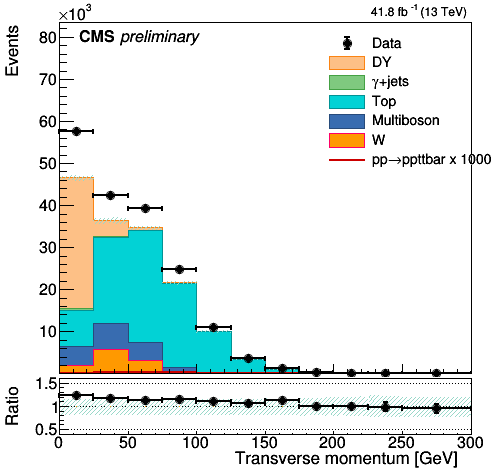 ×10³
41.8 fb⁻¹ (13 TeV)
CMS preliminary
Events
80
70
60
50
40
30
20
10
Data
DY
γ+jets
Top
Multiboson
W
pp→ppttbar x 1000
Ratio
1.5
1
0.5
0 50 100 150 200 250 300
Transverse momentum [GeV]